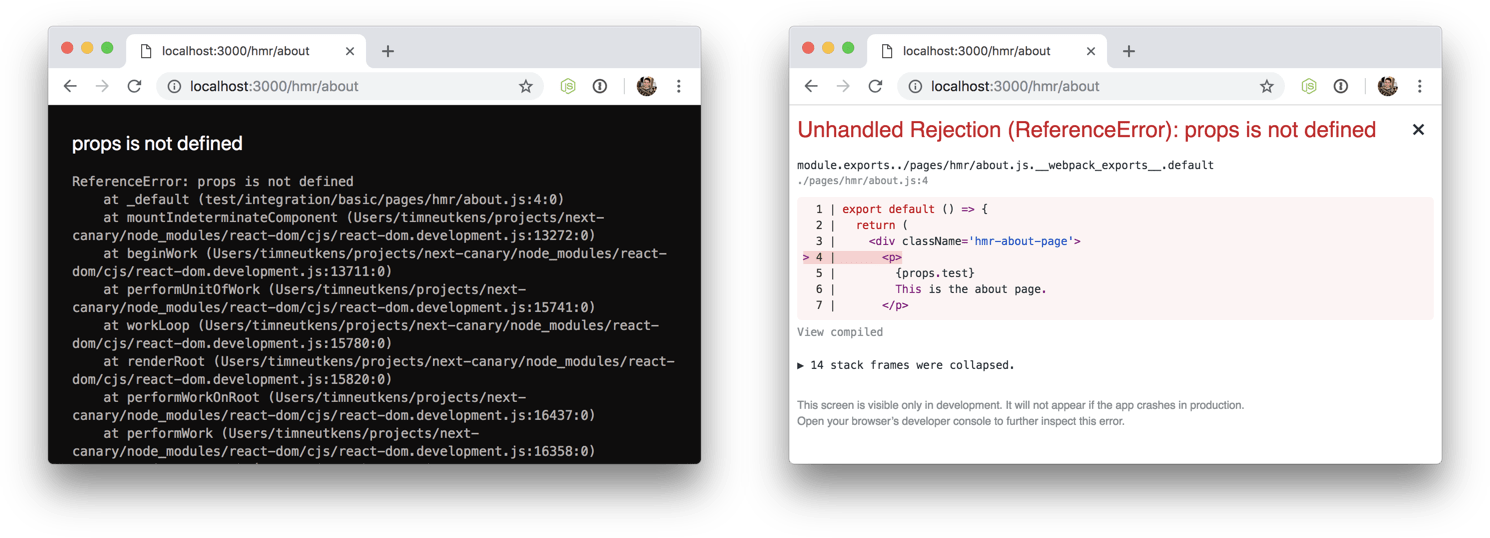 localhost:3000/hmr/about
localhost:3000/hmr/about
props is not defined
ReferenceError: props is not defined
at _default (test/integration/basic/pages/hmr/about.js:4:0)
at mountIndeterminateComponent (Users/timneutkens/projects/next-
canary/node_modules/react-dom/cjs/react-dom.development.js:13272:0)
at beginWork (Users/timneutkens/projects/next-canary/node_modules/react-
dom/cjs/react-dom.development.js:13711:0)
at performUnitOfWork (Users/timneutkens/projects/next-
canary/node_modules/react-dom/cjs/react-dom.development.js:15741:0)
at workLoop (Users/timneutkens/projects/next-canary/node_modules/react-
dom/cjs/react-dom.development.js:15780:0)
at renderRoot (Users/timneutkens/projects/next-canary/node_modules/react-
dom/cjs/react-dom.development.js:15820:0)
at performWorkOnRoot (Users/timneutkens/projects/next-
canary/node_modules/react-dom/cjs/react-dom.development.js:16437:0)
at performWork (Users/timneutkens/projects/next-
canary/node_modules/react-dom/cjs/react-dom.development.js:16358:0)
localhost:3000/hmr/about
localhost:3000/hmr/about
Unhandled Rejection (ReferenceError): props is not defined
module.exports../pages/hmr/about.js.__webpack_exports__.default
./pages/hmr/about.js:4
1 | export default () => {
2 |   return (
3 |     <div className='hmr-about-page'>
> 4 |       <p>
5 |         {props.test}
6 |         This is the about page.
7 |       </p>
View compiled
▶ 14 stack frames were collapsed.
This screen is visible only in development. It will not appear if the app crashes in production.
Open your browser's developer console to further inspect this error.